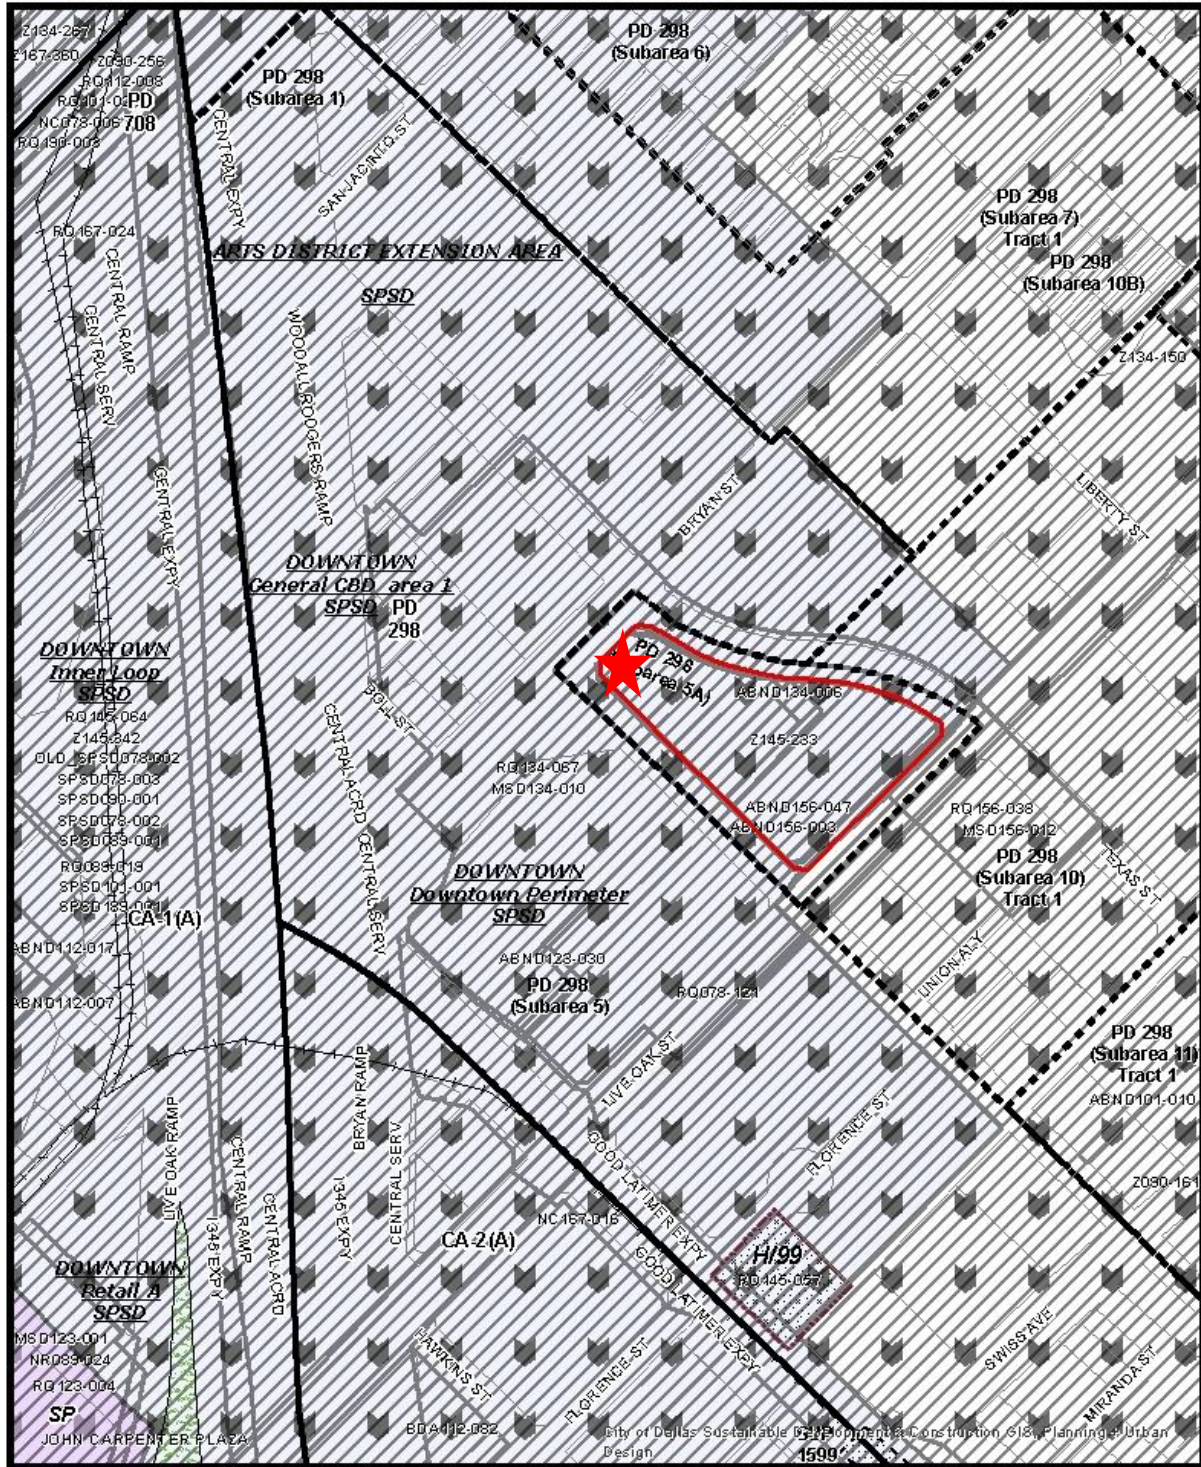 Z134-267
Z167-360
Z090-256
RQ112-008
PD
708
NC078-006
RQ190-003
PD 298
(Subarea 1)
PD 298
(Subarea 6)
CENTRAL EXPY
SAN JACINTO ST
PD 298
(Subarea 7)
Tract 1
PD 298
(Subarea 10B)
RQ167-024
CENTRAL RAMP
CENTRAL SERV
ARTS DISTRICT EXTENSION AREA
SPSD
WOODALL RODGERS RAMP
Z134-150
CENTRAL EXPY
BRYAN ST
LIBERTY ST
DOWNTOWN
General CBD area 1
SPSD
PD
298
DOWNTOWN
Inner Loop
SPSD
RQ145-064
Z145-342
OLD_SPSD078-002
SPSD078-003
SPSD090-001
SPSD078-002
SPSD089-001
RQ089-019
SPSD101-001
SPSD189-001
CA-1(A)
ABND112-017
ABND112-007
BOLL ST
CENTRAL ACRD
CENTRAL SERV
PD 298
ABND134-006
Z145-233
RQ134-067
MSD134-010
ABND156-047
ABND156-003
RQ156-038
MSD156-012
PD 298
(Subarea 10)
Tract 1
TEXAS ST
DOWNTOWN
Downtown Perimeter
SPSD
ABND123-030
PD 298
(Subarea 5)
RQ078-121
UNION ALY
LIVE OAK ST
PD 298
(Subarea 11)
Tract 1
ABND101-010
FLORENCE ST
BRYAN RAMP
CENTRAL SERV
LIVE OAK RAMP
CENTRAL RAMP
I345 EXPY
CENTRAL ACRD
I345 EXPY
GOOD LATIMER EXPY
GOOD LATIMER EXPY
Z090-161
NC167-016
CA-2(A)
H/99
RQ145-057
DOWNTOWN
Retail A
SPSD
MSD123-001
NR089-024
RQ123-004
SP
JOHN CARPENTER PLAZA
HAWKINS ST
FLORENCE ST
SWISS AVE
MIRANDA ST
BDA112-082
City of Dallas Sustainable Development & Construction GIS, Planning & Urban
Design
1599